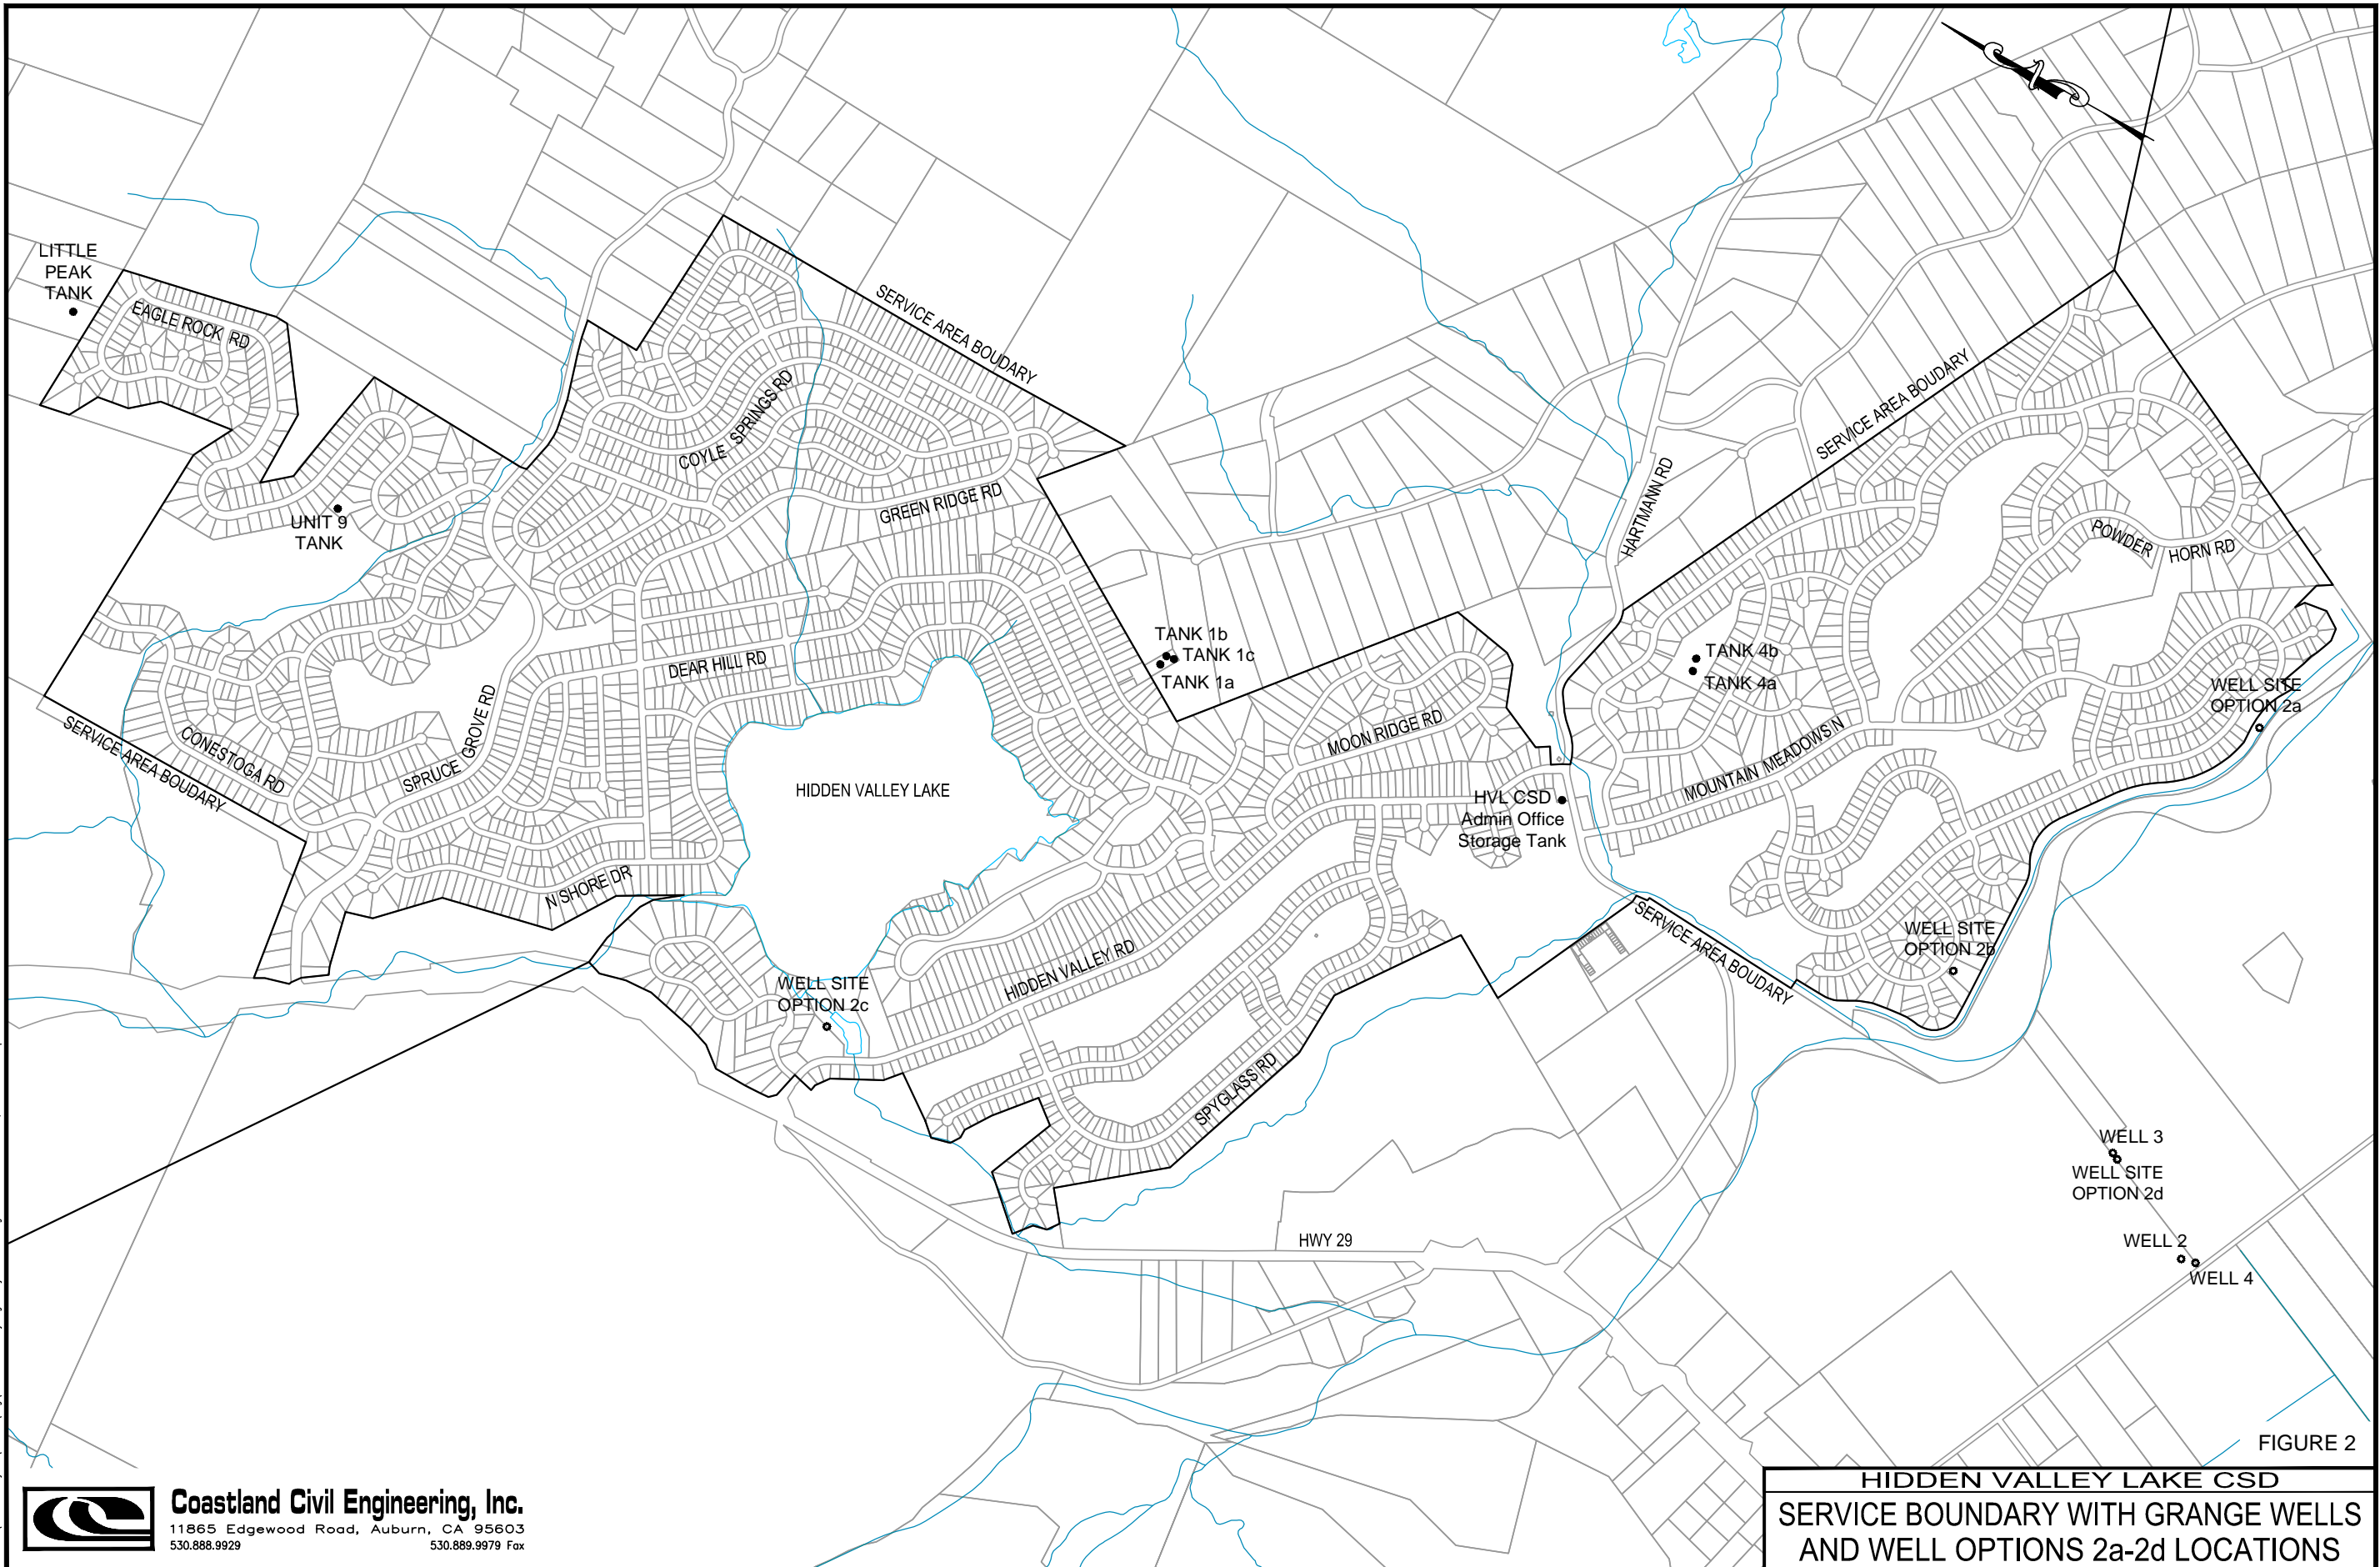 LITTLE
PEAK
TANK
EAGLE ROCK RD
UNIT 9
TANK
SERVICE AREA BOUDARY
COYLE SPRINGS RD
GREEN RIDGE RD
DEAR HILL RD
SPRUCE GROVE RD
CONESTOGA RD
SERVICE AREA BOUDARY
N SHORE DR
HIDDEN VALLEY LAKE
TANK 1b
TANK 1c
TANK 1a
MOON RIDGE RD
HARTMANN RD
SERVICE AREA BOUDARY
POWDER HORN RD
TANK 4b
TANK 4a
MOUNTAIN MEADOWS N
WELL SITE
OPTION 2a
HVL CSD
Admin Office
Storage Tank
WELL SITE
OPTION 2b
SERVICE AREA BOUDARY
HIDDEN VALLEY RD
WELL SITE
OPTION 2c
SPYGLASS RD
WELL 3
WELL SITE
OPTION 2d
WELL 2
WELL 4
HWY 29
FIGURE 2
Coastland Civil Engineering, Inc.
11865 Edgewood Road, Auburn, CA 95603
530.888.9929 530.889.9979 Fax
HIDDEN VALLEY LAKE CSD
SERVICE BOUNDARY WITH GRANGE WELLS
AND WELL OPTIONS 2a-2d LOCATIONS